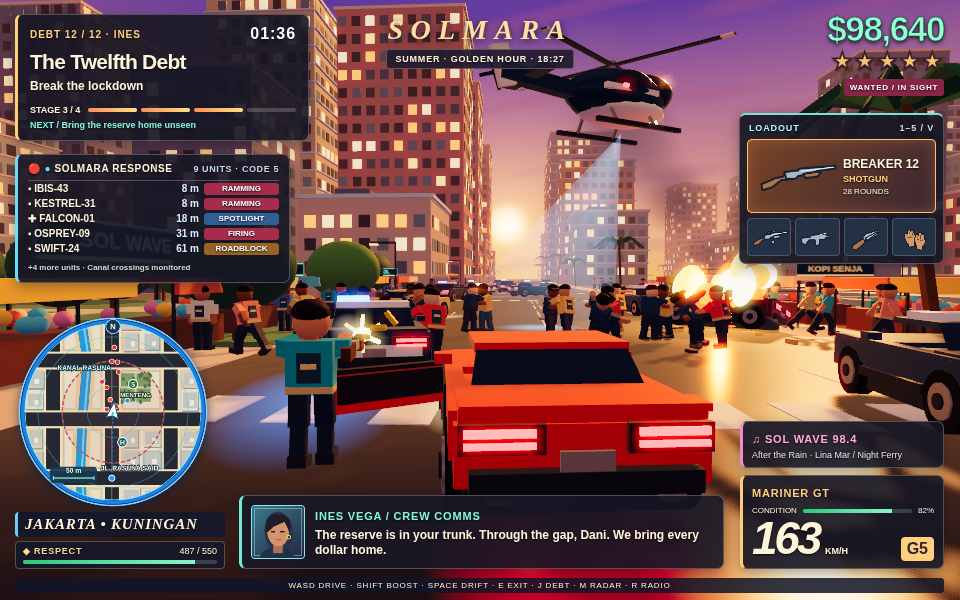 DEBT 12 / 12 · INES
01:36
The Twelfth Debt
Break the lockdown
STAGE 3 / 4
NEXT / Bring the reserve home unseen
SOLMARA
SUMMER · GOLDEN HOUR · 18:27
$98,640
WANTED / IN SIGHT
SOLMARA RESPONSE
9 UNITS · CODE 5
IBIS-43 8 m RAMMING
KESTREL-31 8 m RAMMING
FALCON-01 18 m SPOTLIGHT
OSPREY-09 31 m FIRING
SWIFT-24 61 m ROADBLOCK
+4 more units · Canal crossings monitored
SOL WAVE
LOADOUT
1–5 / V
BREAKER 12
SHOTGUN
28 ROUNDS
KOPI SENJA
N
KANAL RASUNA
S
MENTENG
H
JL. RASUNA SAID
50 m
JAKARTA • KUNINGAN
RESPECT
487 / 550
INES VEGA / CREW COMMS
The reserve is in your trunk. Through the gap, Dani. We bring every
dollar home.
♫ SOL WAVE 98.4
After the Rain · Lina Mar / Night Ferry
MARINER GT
CONDITION
82%
163 KM/H
G5
WASD DRIVE · SHIFT BOOST · SPACE DRIFT · E EXIT · J DEBT · M RADAR · R RADIO